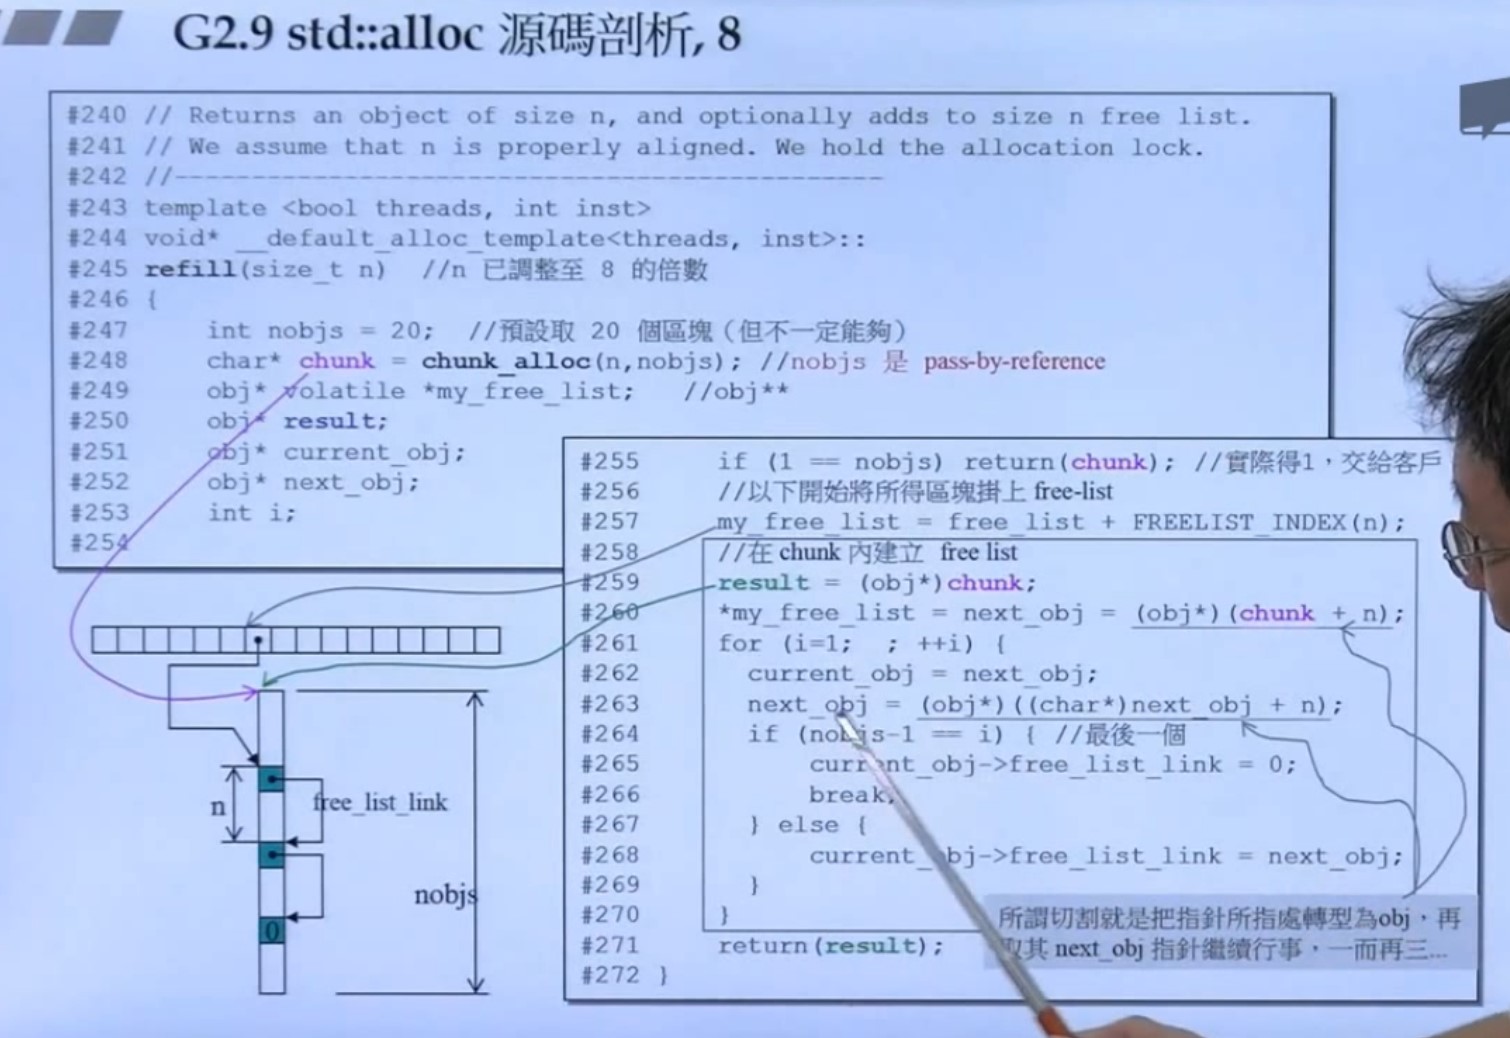 G2.9 std::alloc 源碼剖析, 8
#240 // Returns an object of size n, and optionally adds to size n free list.
#241 // We assume that n is properly aligned. We hold the allocation lock.
#242 //----------------------------------------------
#243 template <bool threads, int inst>
#244 void* __default_alloc_template<threads, inst>::
#245 refill(size_t n) //n 已調整至 8 的倍數
#246 {
#247 int nobjs = 20; //預設取 20 個區塊（但不一定能夠）
#248 char* chunk = chunk_alloc(n,nobjs); //nobjs 是 pass-by-reference
#249 obj* volatile *my_free_list; //obj**
#250 obj* result;
#251 obj* current_obj;
#252 obj* next_obj;
#253 int i;
#254
#255 if (1 == nobjs) return(chunk); //實際得1，交給客戶
#256 //以下開始將所得區塊掛上 free-list
#257 my_free_list = free_list + FREELIST_INDEX(n);
#258 //在 chunk 內建立 free list
#259 result = (obj*)chunk;
#260 *my_free_list = next_obj = (obj*)(chunk + n);
#261 for (i=1; ; ++i) {
#262 current_obj = next_obj;
#263 next_obj = (obj*)((char*)next_obj + n);
#264 if (nobjs-1 == i) { //最後一個
#265 current_obj->free_list_link = 0;
#266 break;
#267 } else {
#268 current_obj->free_list_link = next_obj;
#269 }
#270 }
#271 return(result);
#272 }
所謂切割就是把指針所指處轉型為obj，再
取其 next_obj 指針繼續行事，一而再三...
n
free_list_link
nobjs
0